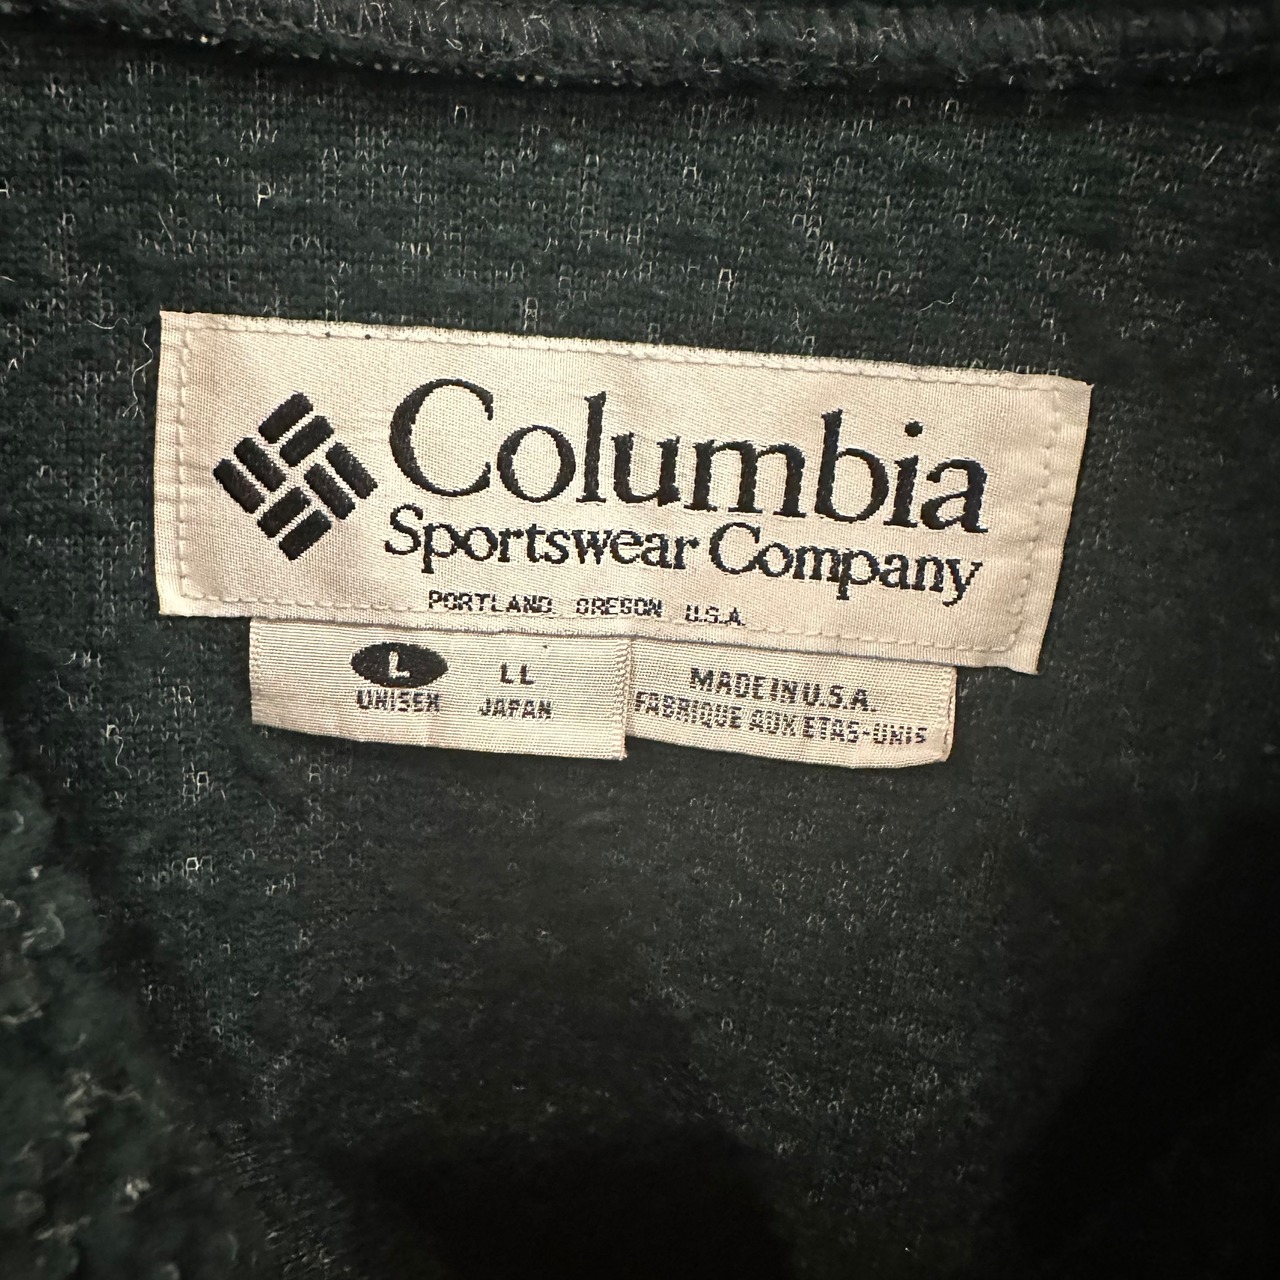 Columbia
Sportswear Company
PORTLAND, OREGON U.S.A.
L LL
UNISEX JAPAN
MADE IN U.S.A.
FABRIQUE AUX ETAS-UNIS